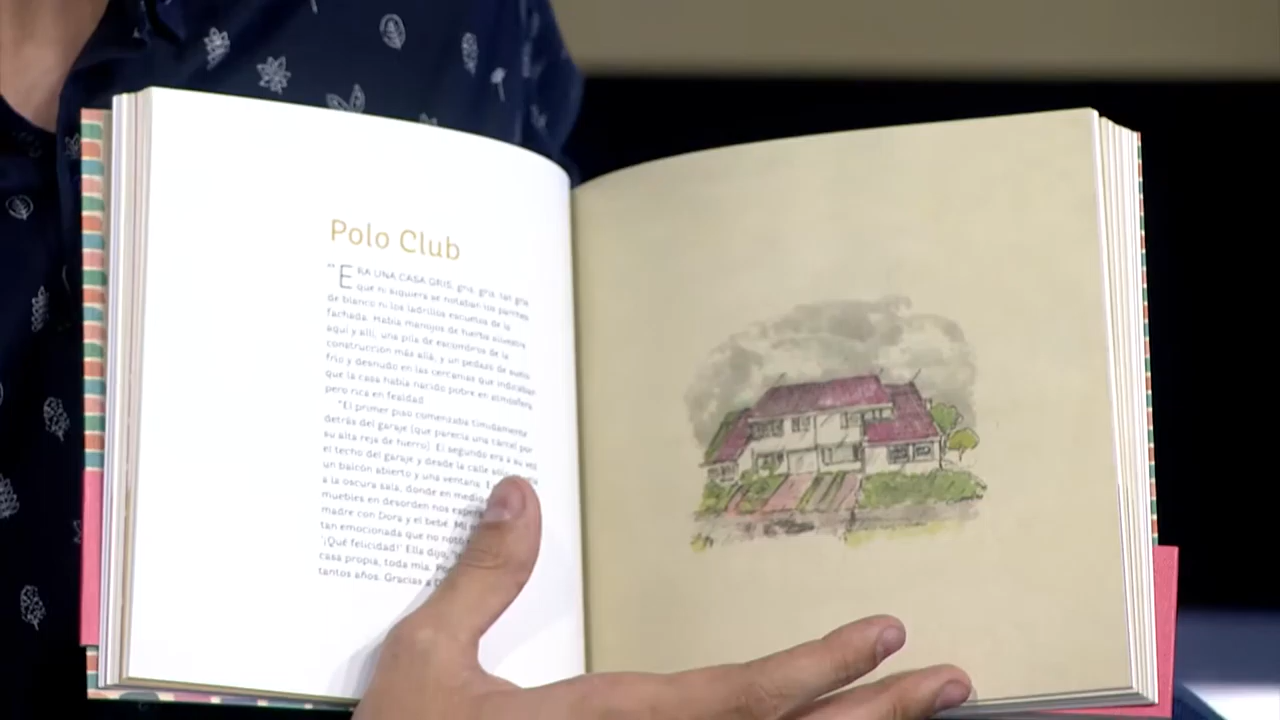 Polo Club
"ERA UNA CASA GRIS, gris, gris, tan gris
que ni siquiera se notaban las paredes
de blanco ni los ladrillos escuetos de la
fachada. Había manojos de hierba silvestre
aquí y allí, una pila de escombros de la
construcción más allá, y un pedazo de suelo
frío y desnudo en las cercanías que indicaban
que la casa había nacido pobre en atmósfera
pero rica en fealdad.
"El primer piso comenzaba tímidamente
detrás del garaje (que parecía una cárcel por
su alta reja de hierro). El segundo era a su vez
el techo del garaje y desde la calle
un balcón abierto y una ventana.
a la oscura sala, donde en medio
muebles en desorden nos
madre con Dora y el bebé. Mi
tan emocionada que no notó
'¡Qué felicidad!' Ella dijo,
casa propia, toda mía.
tantos años. Gracias a